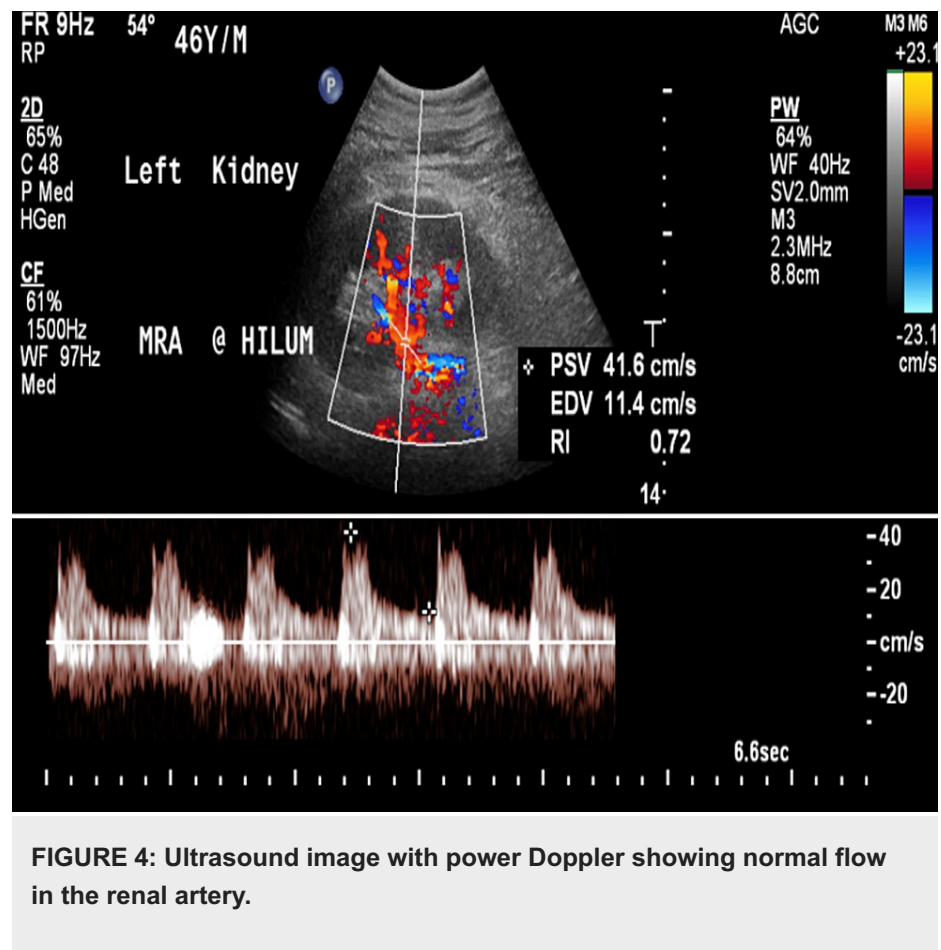 FR 9Hz 54° 46Y/M AGC M3 M6
RP +23.1
P
2D
65%
C 48
P Med
HGen
Left Kidney
PW
64%
WF 40Hz
SV2.0mm
M3
2.3MHz
8.8cm
CF
61%
1500Hz
WF 97Hz
Med
MRA @ HILUM
-23.1
cm/s
PSV 41.6 cm/s
EDV 11.4 cm/s
RI 0.72
14
40
20
cm/s
-20
6.6sec
FIGURE 4: Ultrasound image with power Doppler showing normal flow
in the renal artery.